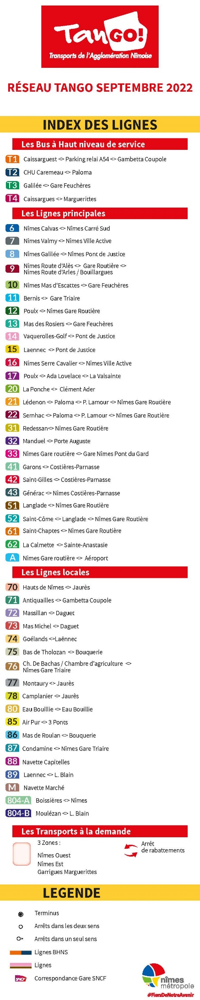 TanGO!
Transports de l'Agglomération Nîmoise
RÉSEAU TANGO SEPTEMBRE 2022
INDEX DES LIGNES
Les Bus à Haut niveau de service
T1 Caissarguest <> Parking relai A54 <> Gambetta Coupole
T2 CHU Caremeau <> Paloma
T3 Galilée <> Gare Feuchères
T4 Caissargues <> Marguerittes
Les Lignes principales
6 Nîmes Calvas <> Nîmes Carré Sud
7 Nîmes Valmy <> Nîmes Ville Active
8 Nîmes Galilée <> Nîmes Pont de Justice
9 Nîmes Route d'Alès <> Gare Routière <>
Nîmes Route d'Arles / Bouillargues
10 Nîmes Mas d'Escattes <> Gare Feuchères
11 Bernis <> Gare Triaire
12 Poulx <> Nîmes Gare Routière
13 Mas des Rosiers <> Gare Feuchères
14 Vaquerolles-Golf <> Pont de Justice
15 Laennec <> Pont de Justice
16 Nimes Serre Cavalier <> Nîmes Ville Active
17 Poulx <> Ada Lovelace <> La Valsainte
20 La Ponche <> Clément Ader
21 Lédenon <> Paloma <> P. Lamour <> Nîmes Gare Routière
22 Sernhac <> Paloma <> P. Lamour <> Nîmes Gare Routière
31 Redessan<> Nîmes Gare Routière
32 Manduel <> Porte Auguste
33 Nîmes Gare routière <> Gare Nîmes Pont du Gard
41 Garons <> Costières-Parnasse
42 Saint-Gilles <> Costières-Parnasse
43 Générac <> Nîmes Costières-Parnasse
51 Langlade <> Nîmes Gare Routière
52 Saint-Côme <> Langlade <> Nîmes Gare Routière
61 Saint-Chaptes <> Nîmes Gare Routière
62 La Calmette <> Sainte-Anastasie
A Nîmes Gare routière <> Aéroport
Les Lignes locales
70 Hauts de Nîmes <> Jaurès
71 Antiquailles <> Gambetta Coupole
72 Massillan <> Daguet
73 Mas Michel <> Daguet
74 Goélands <>Laënnec
75 Bas de Tholozan <> Bouquerie
76 Ch. De Bachas / Chambre d'agriculture <>
Nîmes Gare Triaire
77 Montaury <> Jaurès
78 Camplanier <> Jaurès
80 Eau Bouillie <> Eau Bouillie
85 Air Pur <> 3 Ponts
86 Mas de Roulan <> Bouquerie
87 Condamine <> Nîmes Gare Triaire
88 Navette Capitelles
89 Laennec <> L. Blain
M Navette Marché
804-A Boissières <> Nîmes
804-B Moulézan <> L. Blain
Les Transports à la demande
3 Zones :
Nîmes Ouest
Nîmes Est
Garrigues Marguerittes
Arrêt
de rabattements
LEGENDE
Terminus
Arrêts dans les deux sens
Arrêts dans un seul sens
Lignes BHNS
Lignes
SNCF Correspondance Gare SNCF
nîmes
métropole
#FiersDeNotreAvenir